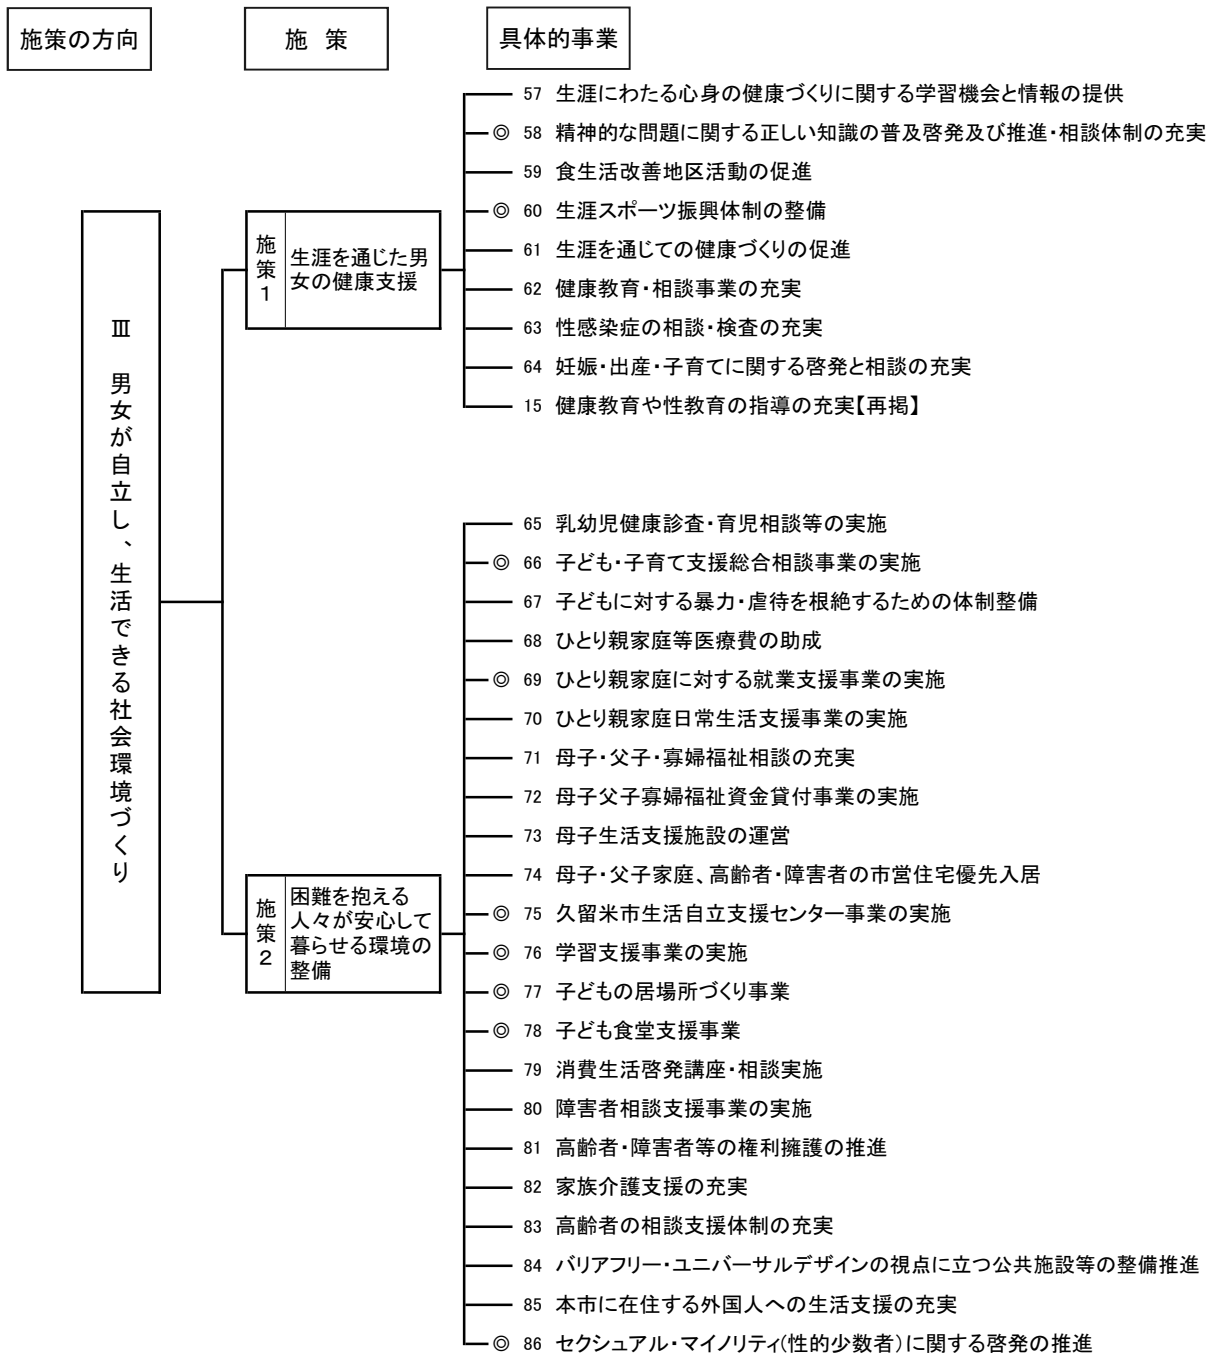 施策の方向
施 策
具体的事業
Ⅲ 男女が自立し、生活できる社会環境づくり
施策1
生涯を通じた男
女の健康支援
57 生涯にわたる心身の健康づくりに関する学習機会と情報の提供
◎ 58 精神的な問題に関する正しい知識の普及啓発及び推進・相談体制の充実
59 食生活改善地区活動の促進
◎ 60 生涯スポーツ振興体制の整備
61 生涯を通じての健康づくりの促進
62 健康教育・相談事業の充実
63 性感染症の相談・検査の充実
64 妊娠・出産・子育てに関する啓発と相談の充実
15 健康教育や性教育の指導の充実【再掲】
施策2
困難を抱える
人々が安心して
暮らせる環境の
整備
65 乳幼児健康診査・育児相談等の実施
◎ 66 子ども・子育て支援総合相談事業の実施
67 子どもに対する暴力・虐待を根絶するための体制整備
68 ひとり親家庭等医療費の助成
◎ 69 ひとり親家庭に対する就業支援事業の実施
70 ひとり親家庭日常生活支援事業の実施
71 母子・父子・寡婦福祉相談の充実
72 母子父子寡婦福祉資金貸付事業の実施
73 母子生活支援施設の運営
74 母子・父子家庭、高齢者・障害者の市営住宅優先入居
◎ 75 久留米市生活自立支援センター事業の実施
◎ 76 学習支援事業の実施
◎ 77 子どもの居場所づくり事業
◎ 78 子ども食堂支援事業
79 消費生活啓発講座・相談実施
80 障害者相談支援事業の実施
81 高齢者・障害者等の権利擁護の推進
82 家族介護支援の充実
83 高齢者の相談支援体制の充実
84 バリアフリー・ユニバーサルデザインの視点に立つ公共施設等の整備推進
85 本市に在住する外国人への生活支援の充実
◎ 86 セクシュアル・マイノリティ(性的少数者)に関する啓発の推進